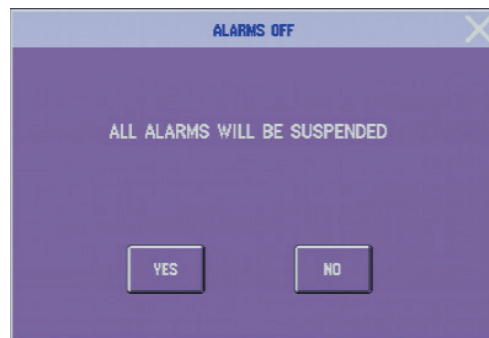 ALARMS OFF
ALL ALARMS WILL BE SUSPENDED
YES
NO